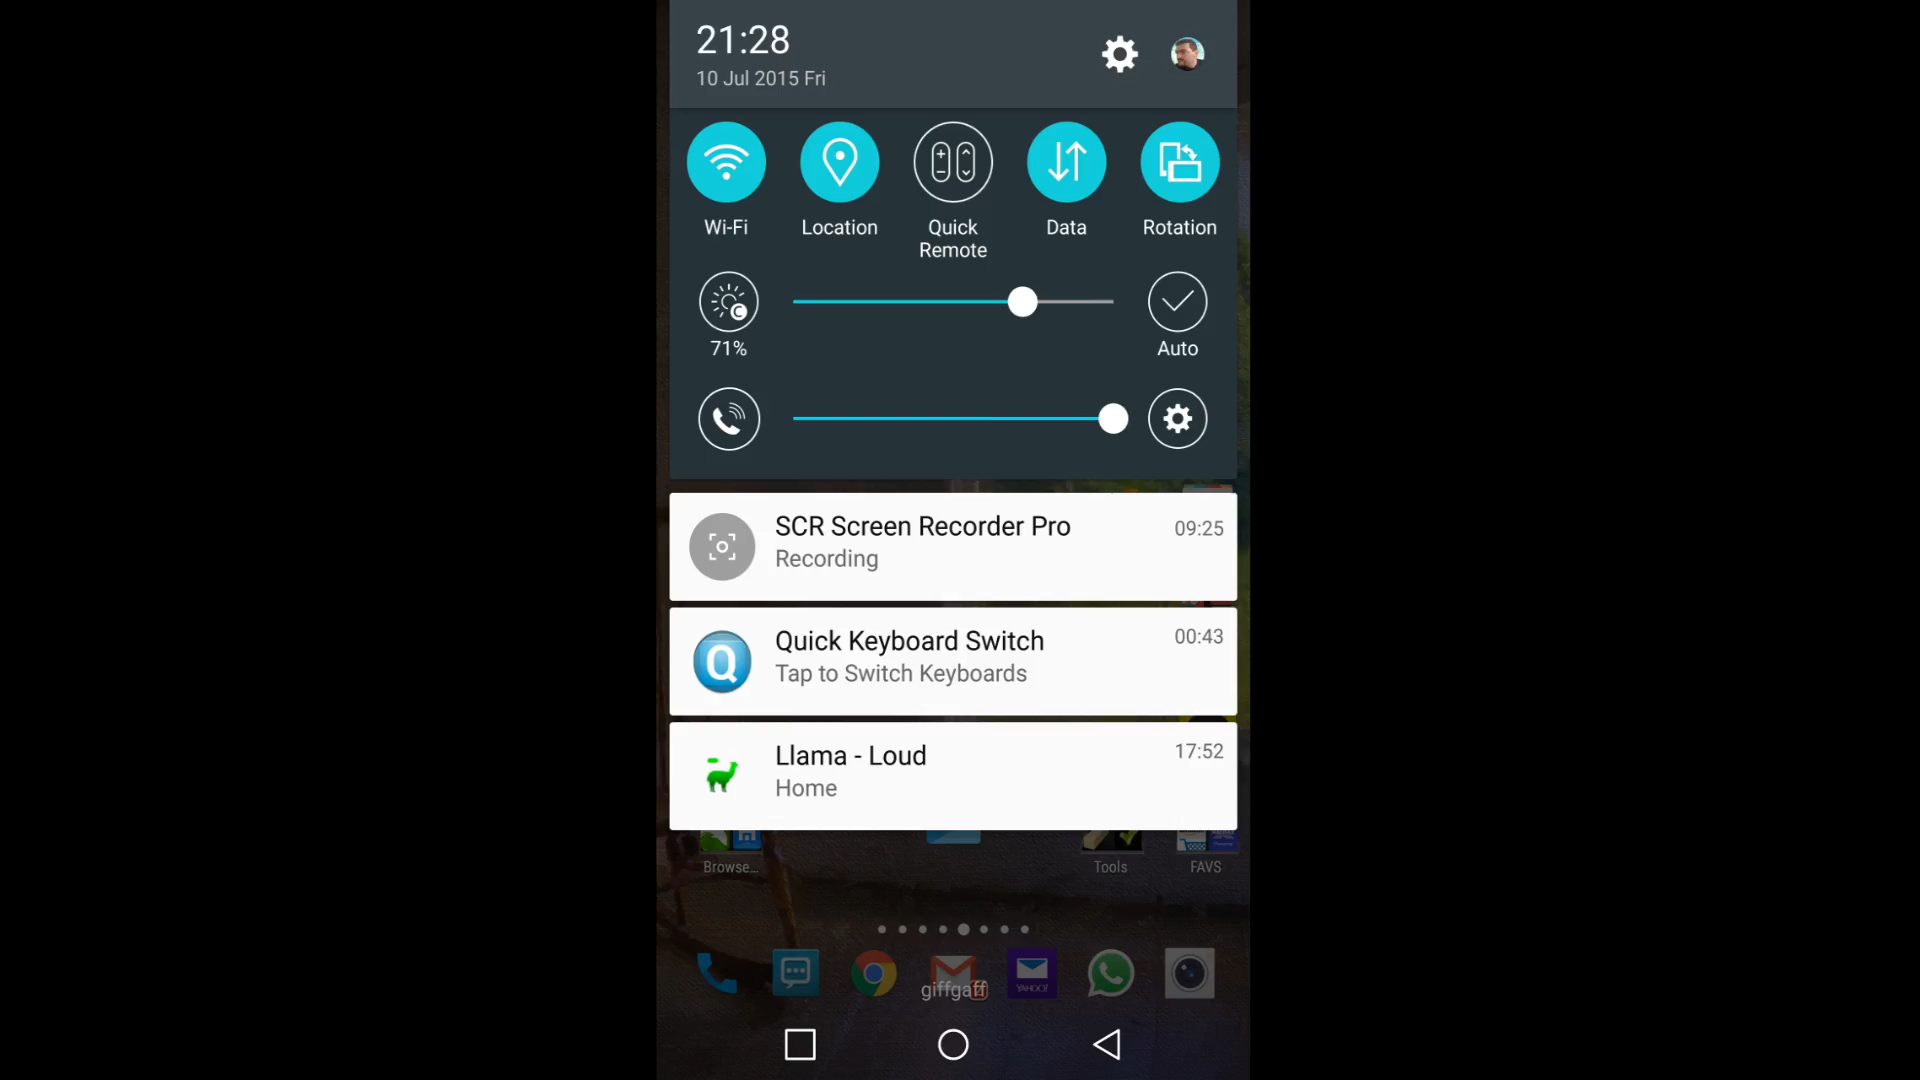 21:28
10 Jul 2015 Fri
Wi-Fi
Location
Quick
Remote
Data
Rotation
71%
Auto
SCR Screen Recorder Pro
09:25
Recording
Q
Quick Keyboard Switch
00:43
Tap to Switch Keyboards
Llama - Loud
17:52
Home
Browse…
Tools
FAVS
YAHOO!
giffgaff